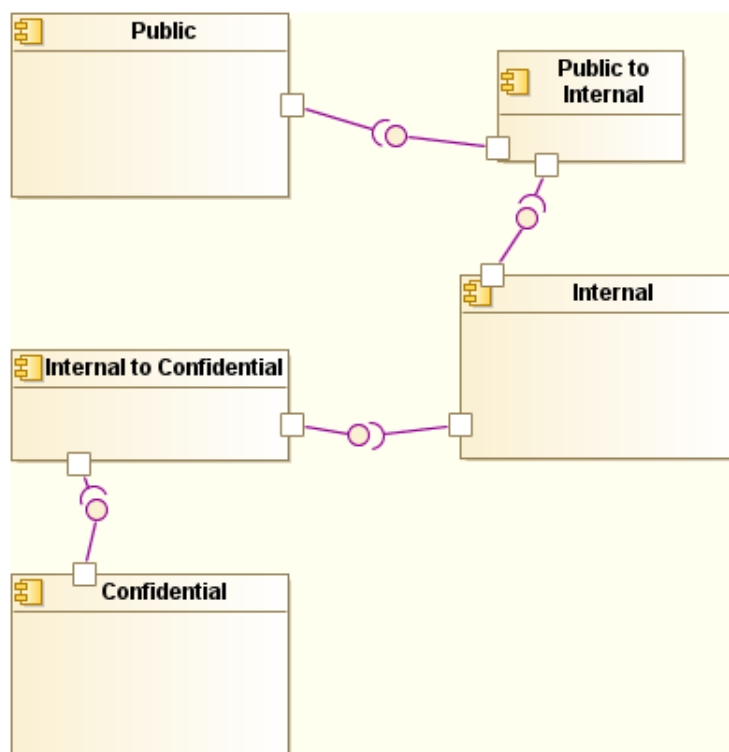 Public
Public to
Internal
Internal
Internal to Confidential
Confidential